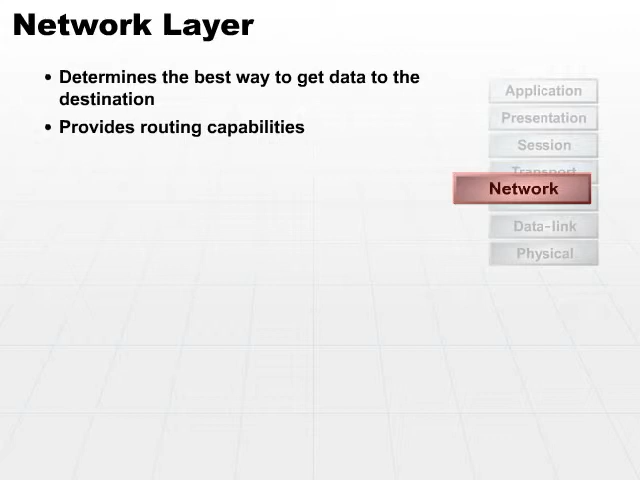 Network Layer
• Determines the best way to get data to the
destination
• Provides routing capabilities
Application
Presentation
Session
Transport
Network
Data-link
Physical